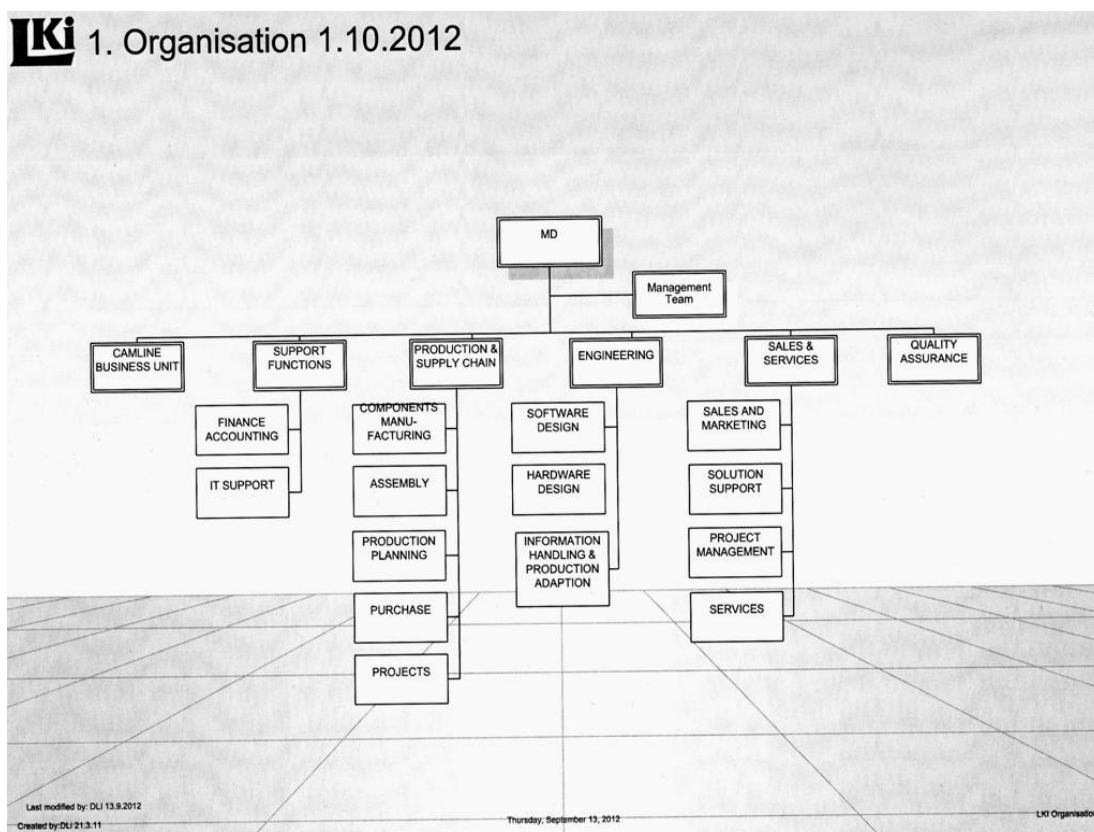 LKi 1. Organisation 1.10.2012
MD
Management
Team
CAMLINE
BUSINESS UNIT
SUPPORT
FUNCTIONS
PRODUCTION &
SUPPLY CHAIN
ENGINEERING
SALES &
SERVICES
QUALITY
ASSURANCE
FINANCE
ACCOUNTING
IT SUPPORT
COMPONENTS
MANU-
FACTURING
ASSEMBLY
PRODUCTION
PLANNING
PURCHASE
PROJECTS
SOFTWARE
DESIGN
HARDWARE
DESIGN
INFORMATION
HANDLING &
PRODUCTION
ADAPTION
SALES AND
MARKETING
SOLUTION
SUPPORT
PROJECT
MANAGEMENT
SERVICES
Last modified by: DLI 13.9.2012
Created by:DLI 21.3.11
Thursday, September 13, 2012
LKI Organisation